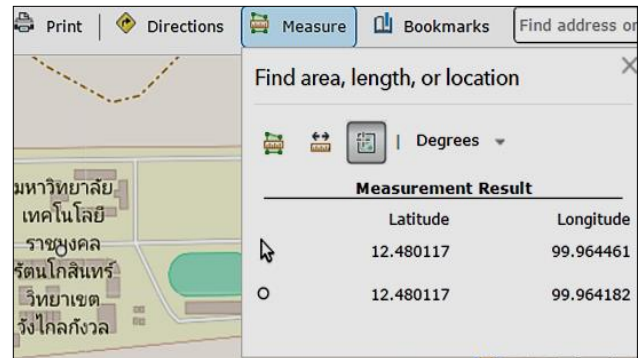 Print | Directions Measure Bookmarks Find address or
Find area, length, or location
Degrees
Measurement Result
Latitude Longitude
12.480117 99.964461
12.480117 99.964182
มหาวิทยาลัย
เทคโนโลยี
ราชมงคล
รัตนโกสินทร์
วิทยาเขต
วังไกลกังวล